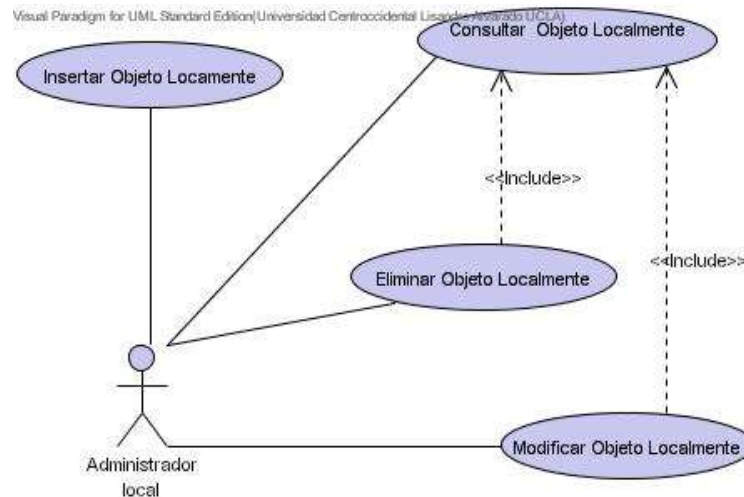 Visual Paradigm for UML Standard Edition(Universidad Centroccidental Lisandro Alvarado UCLA)
Consultar Objeto Localmente
Insertar Objeto Locamente
<<Include>>
<<Include>>
Eliminar Objeto Localmente
Modificar Objeto Localmente
Administrador
local